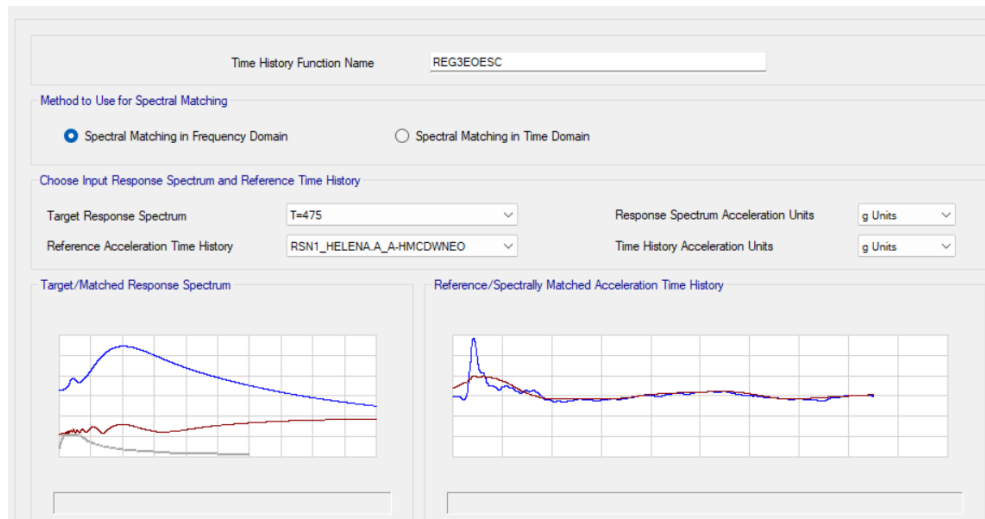 Time History Function Name REG3EOESC
Method to Use for Spectral Matching
Spectral Matching in Frequency Domain Spectral Matching in Time Domain
Choose Input Response Spectrum and Reference Time History
Target Response Spectrum T=475 Response Spectrum Acceleration Units g Units
Reference Acceleration Time History RSN1_HELENA.A_A-HMCDWNEO Time History Acceleration Units g Units
Target/Matched Response Spectrum Reference/Spectrally Matched Acceleration Time History